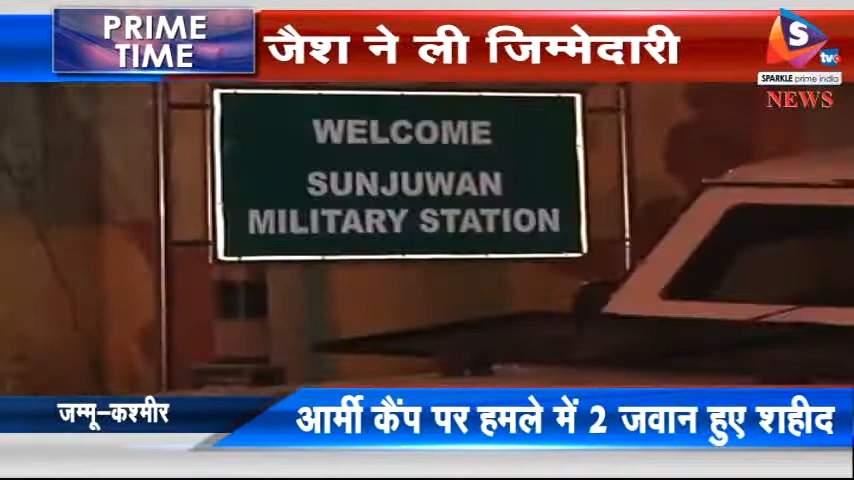 PRIME
TIME
जैश ने ली जिम्मेदारी
S
tv
SPARKLE prime india
NEWS
WELCOME
SUNJUWAN
MILITARY STATION
जम्मू-कश्मीर
आर्मी कैंप पर हमले में 2 जवान हुए शहीद